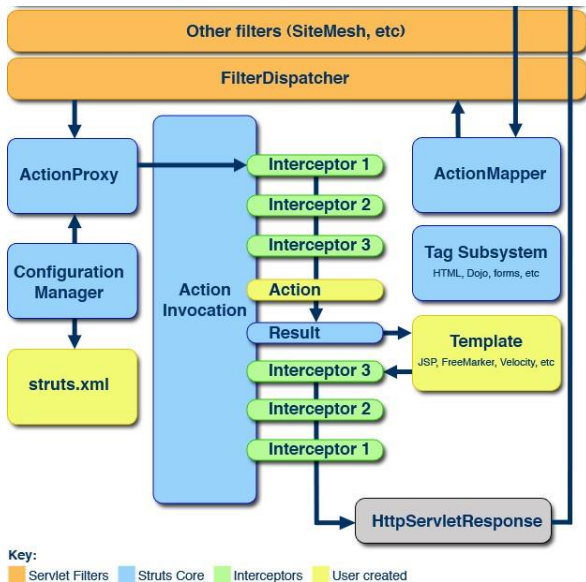 Other filters (SiteMesh, etc)
FilterDispatcher
ActionProxy
Interceptor 1
ActionMapper
Interceptor 2
Interceptor 3
Tag Subsystem
HTML, Dojo, forms, etc
Configuration
Manager
Action
Invocation
Action
Result
Template
JSP, FreeMarker, Velocity, etc
struts.xml
Interceptor 3
Interceptor 2
Interceptor 1
HttpServletResponse
Key:
Servlet Filters
Struts Core
Interceptors
User created